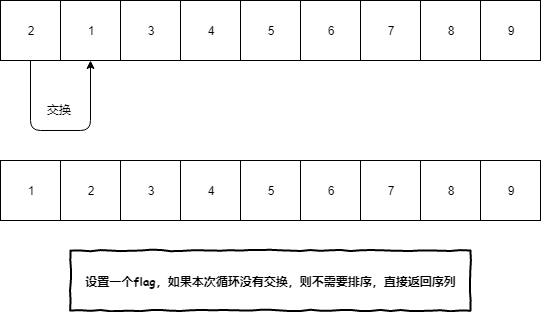 2 1 3 4 5 6 7 8 9
交换
1 2 3 4 5 6 7 8 9
设置一个flag，如果本次循环没有交换，则不需要排序，直接返回序列